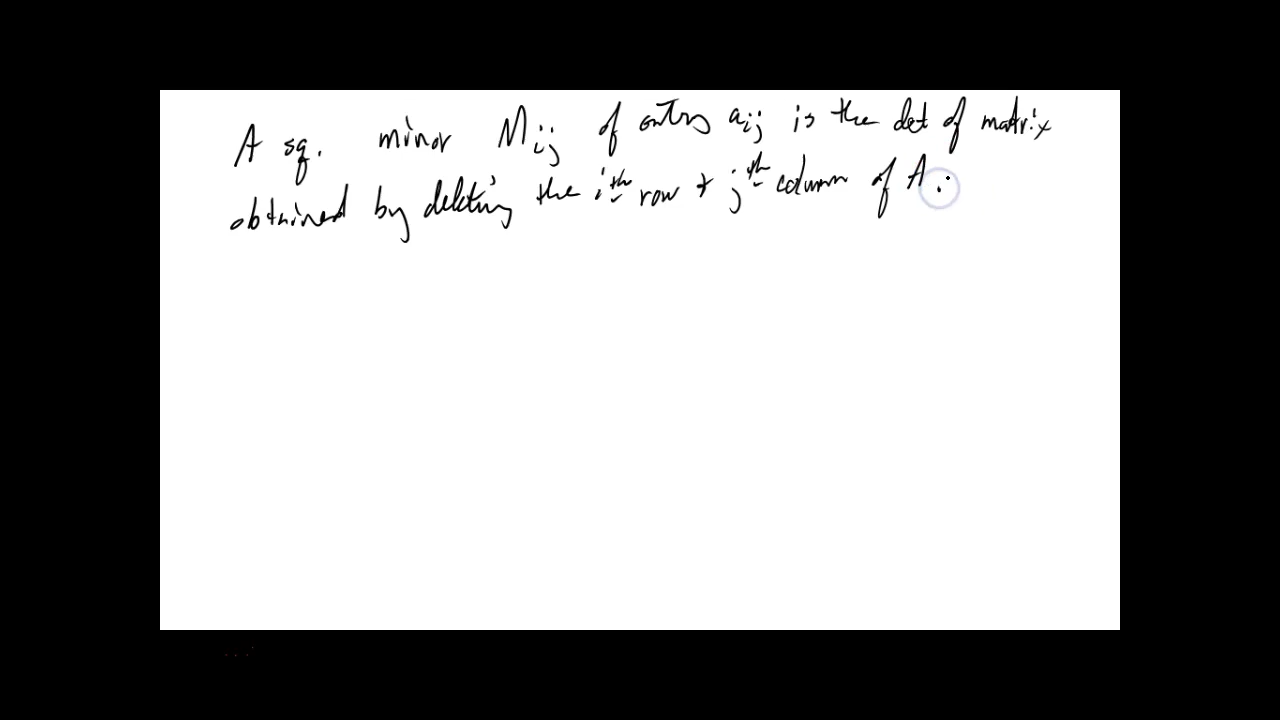 A sq. minor Mij of entry aij is the det of matrix
obtained by deleting the ith row + jth column of A.